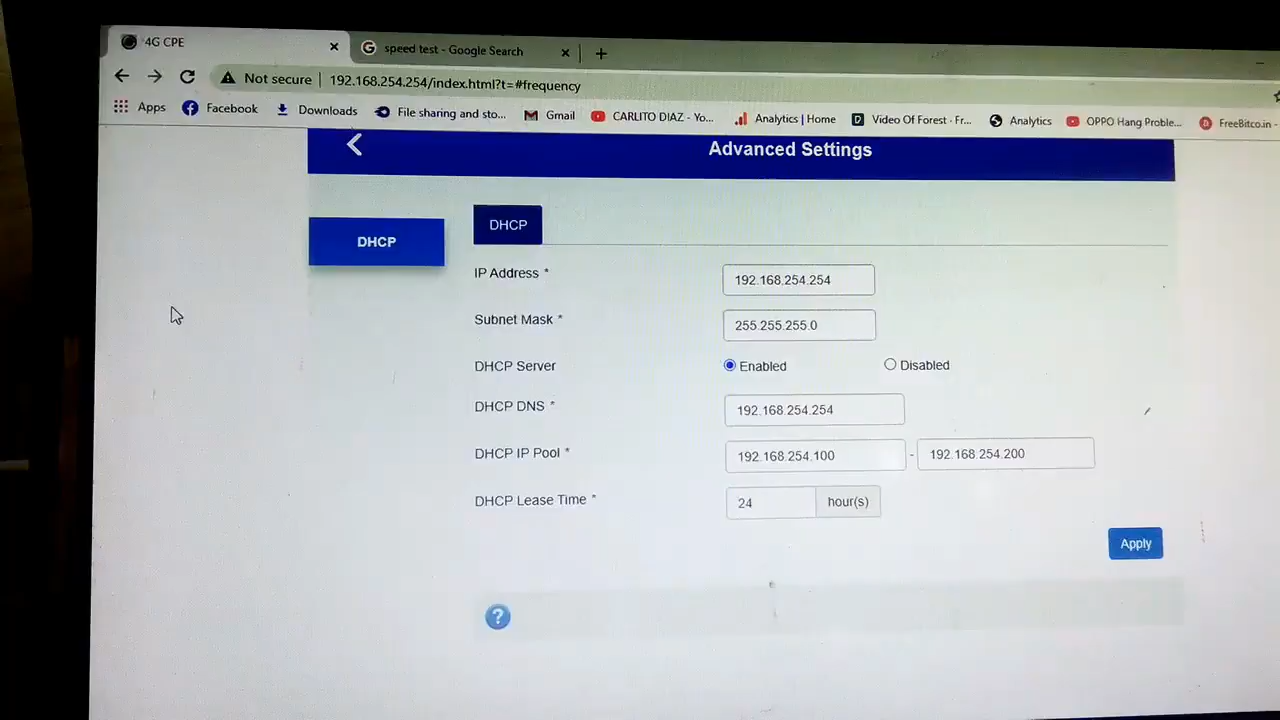 4G CPE
speed test - Google Search
Not secure | 192.168.254.254/index.html?t=#frequency
Apps Facebook Downloads File sharing and sto... Gmail CARLITO DIAZ - Yo... Analytics | Home Video Of Forest - Fr... Analytics OPPO Hang Proble... FreeBitco.in -
Advanced Settings
DHCP
DHCP
IP Address * 192.168.254.254
Subnet Mask * 255.255.255.0
DHCP Server Enabled Disabled
DHCP DNS * 192.168.254.254
DHCP IP Pool * 192.168.254.100 - 192.168.254.200
DHCP Lease Time * 24 hour(s)
Apply
?